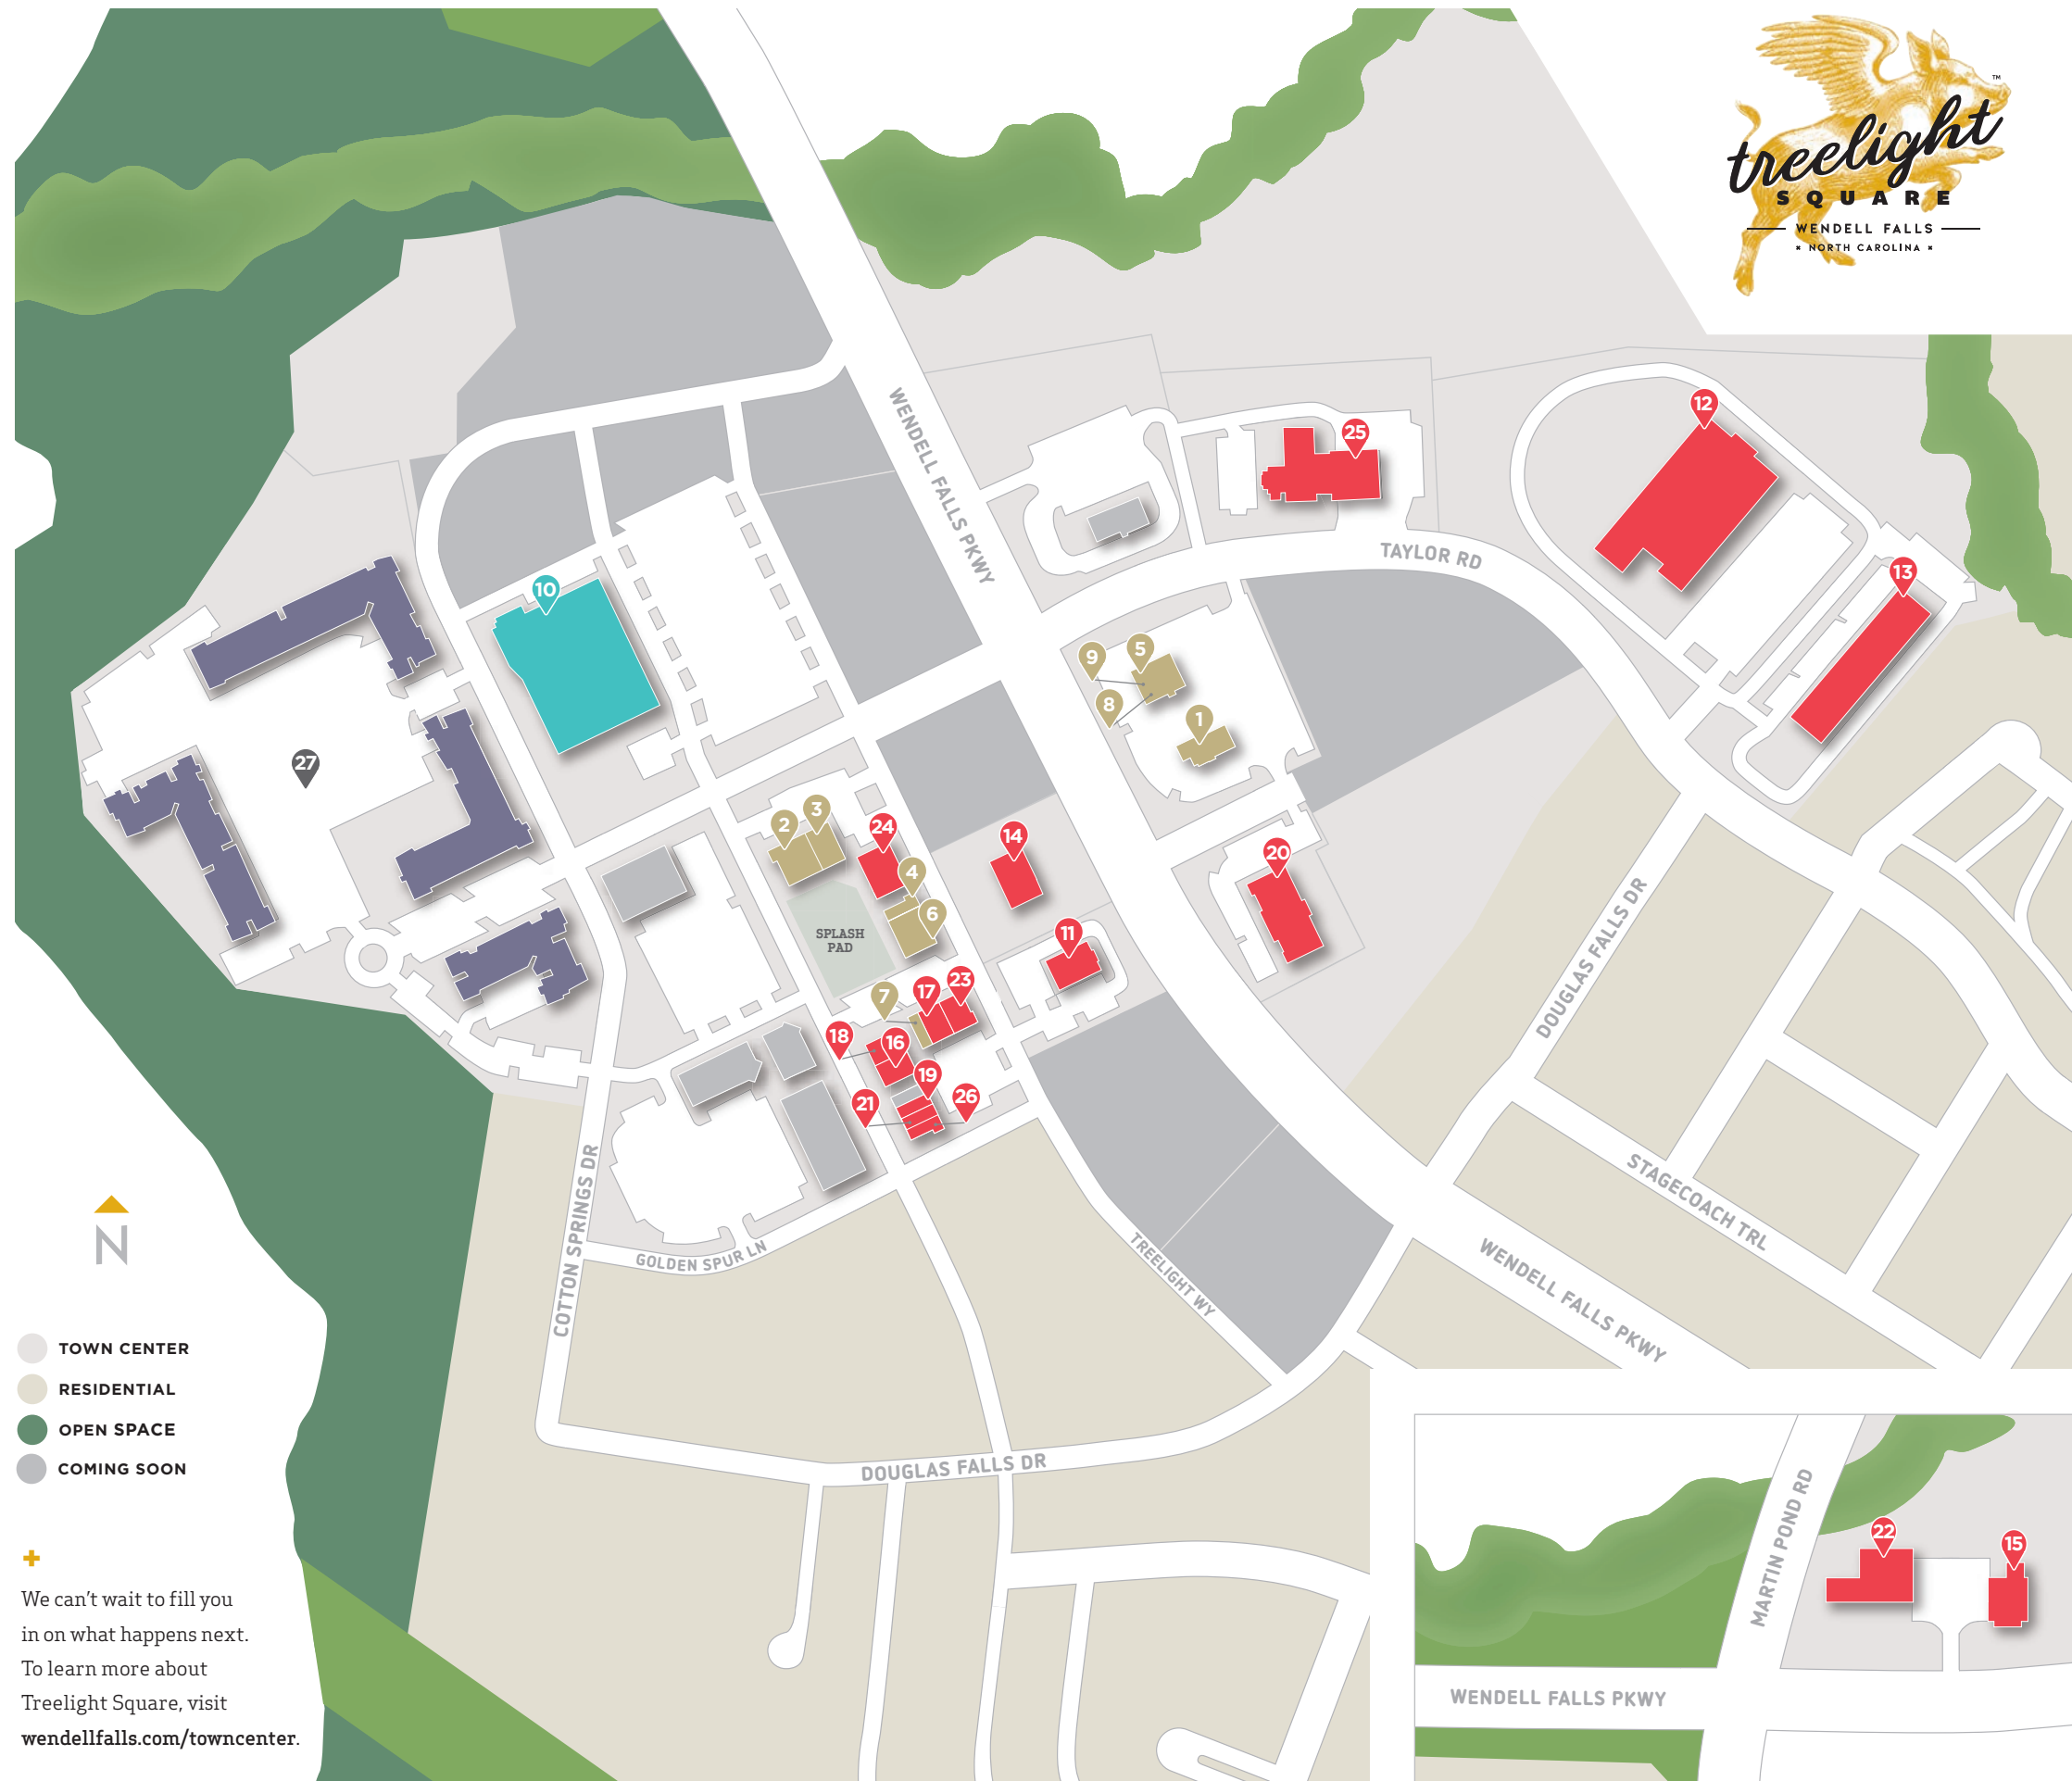 treelight
™
SQUARE
WENDELL FALLS
NORTH CAROLINA
WENDELL FALLS PKWY
12
25
TAYLOR RD
13
10
9
5
8
1
27
2
3
24
14
4
20
6
SPLASH
PAD
11
DOUGLAS FALLS DR
7
17
23
18
16
19
21
26
COTTON SPRINGS DR
GOLDEN SPUR LN
TREELIGHT WY
STAGECOACH TRL
WENDELL FALLS PKWY
N
TOWN CENTER
RESIDENTIAL
OPEN SPACE
COMING SOON
DOUGLAS FALLS DR
We can't wait to fill you
in on what happens next.
To learn more about
Treelight Square, visit
wendellfalls.com/towncenter.
MARTIN POND RD
22
15
WENDELL FALLS PKWY